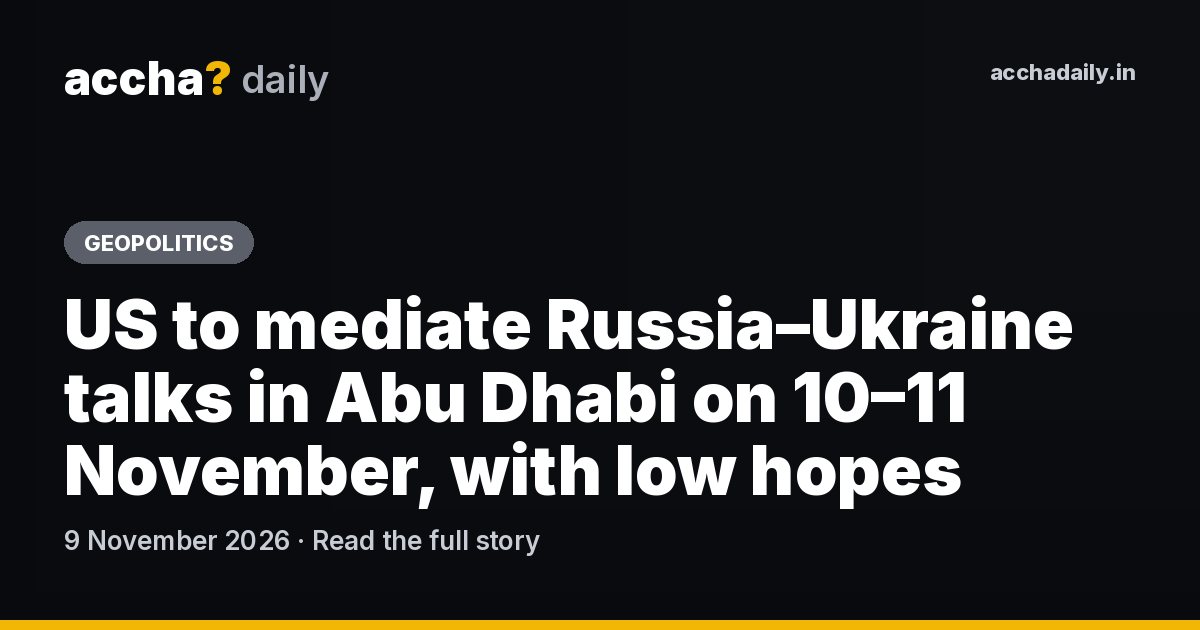 accha? daily
acchadaily.in
GEOPOLITICS
US to mediate Russia–Ukraine
talks in Abu Dhabi on 10–11
November, with low hopes
9 November 2026 · Read the full story